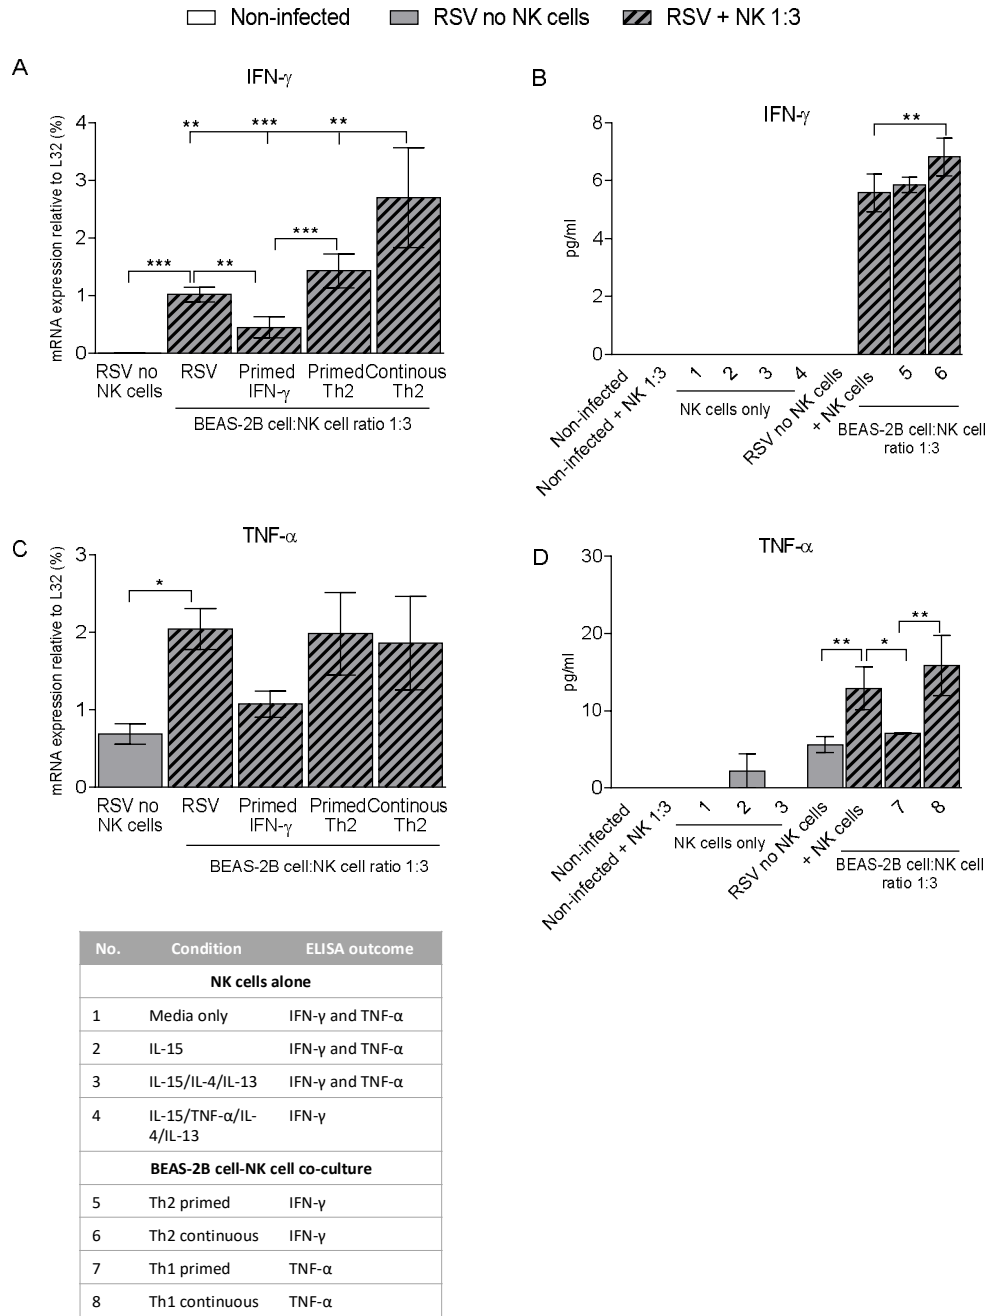 Non-infected RSV no NK cells RSV + NK 1:3
A
IFN-γ
mRNA expression relative to L32 (%)
4
3
2
1
0
** *** **
***
*** **
RSV no NK cells
RSV
Primed IFN-γ
Primed Th2
Continous Th2
BEAS-2B cell:NK cell ratio 1:3
B
IFN-γ
pg/ml
8
6
4
2
0
**
Non-infected
Non-infected + NK 1:3
1 2 3 4
NK cells only
RSV no NK cells
+ NK cells
5 6
BEAS-2B cell:NK cell
ratio 1:3
C
TNF-α
mRNA expression relative to L32 (%)
3
2
1
0
*
RSV no NK cells
RSV
Primed IFN-γ
Primed Th2
Continous Th2
BEAS-2B cell:NK cell ratio 1:3
D
TNF-α
pg/ml
30
20
10
0
** * **
Non-infected
Non-infected + NK 1:3
1 2 3
NK cells only
RSV no NK cells
+ NK cells
7 8
BEAS-2B cell:NK cell
ratio 1:3
No. Condition ELISA outcome
NK cells alone
1 Media only IFN-γ and TNF-α
2 IL-15 IFN-γ and TNF-α
3 IL-15/IL-4/IL-13 IFN-γ and TNF-α
4 IL-15/TNF-α/IL- IFN-γ
4/IL-13
BEAS-2B cell-NK cell co-culture
5 Th2 primed IFN-γ
6 Th2 continuous IFN-γ
7 Th1 primed TNF-α
8 Th1 continuous TNF-α